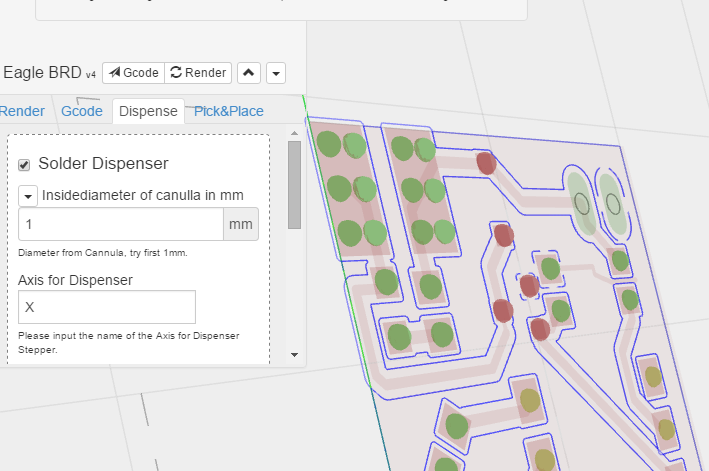 Eagle BRD v4 Gcode Render
Render Gcode Dispense Pick&Place
Solder Dispenser
Insidediameter of canulla in mm
1 mm
Diameter from Cannula, try first 1mm.
Axis for Dispenser
X
Please input the name of the Axis for Dispenser
Stepper.